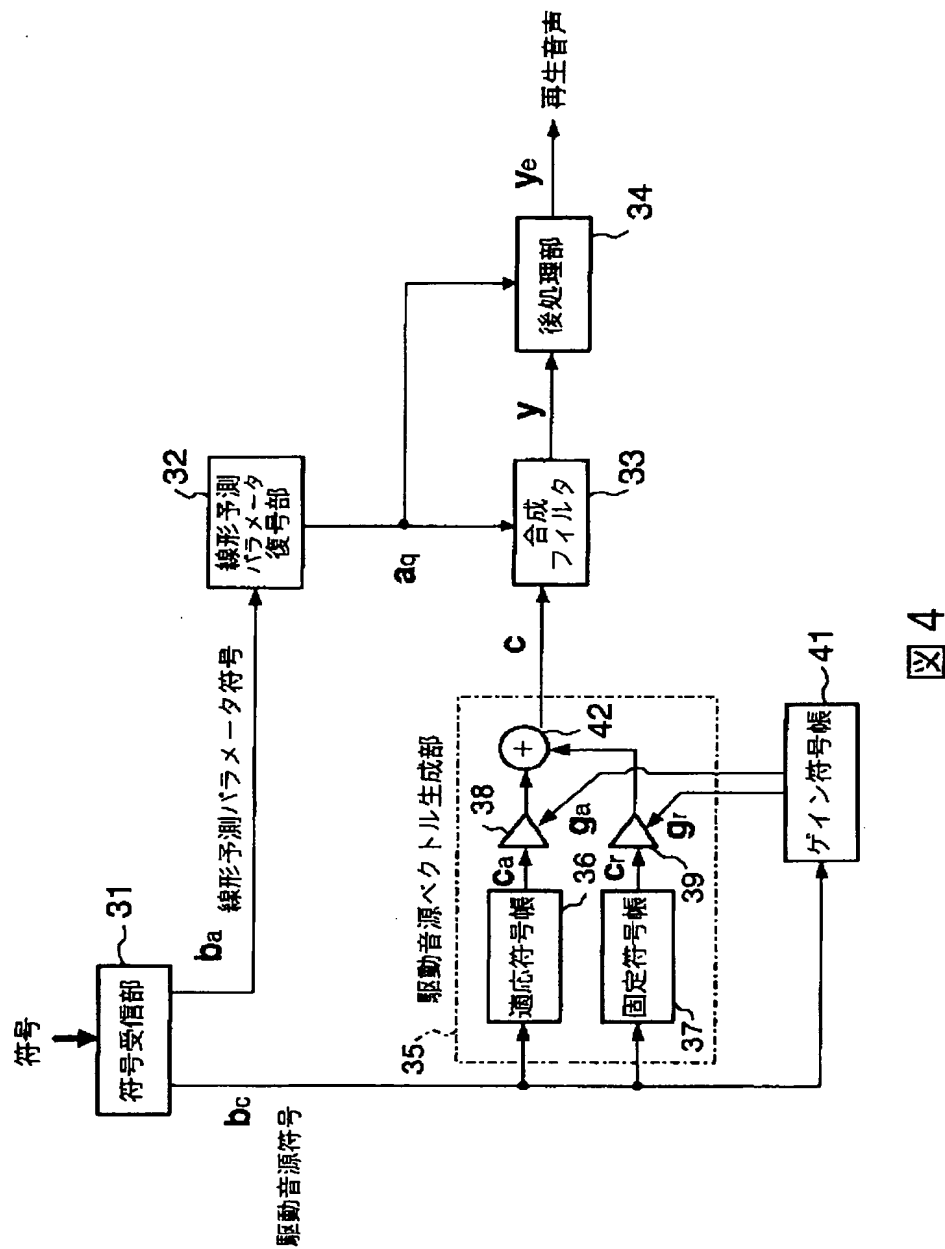 符号
符号受信部
31
ba
線形予測パラメータ符号
32
線形予測
パラメータ
復号部
bc
駆動音源符号
aq
35
駆動音源ベクトル生成部
適応符号帳
36
ca
38
ga
42
+
c
固定符号帳
37
cr
39
gr
ゲイン符号帳
41
合成
フィルタ
33
y
後処理部
34
ye
再生音声
図4